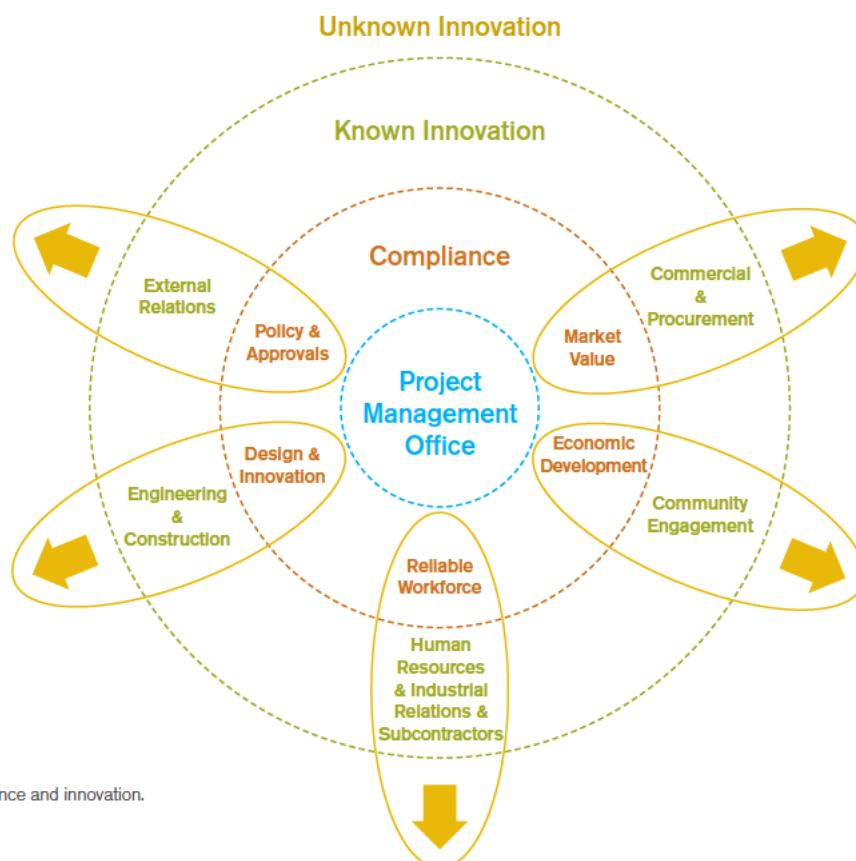 Unknown Innovation
Known Innovation
Compliance
External
Relations
Policy &
Approvals
Commercial
&
Procurement
Market
Value
Project
Management
Office
Design &
Innovation
Engineering
&
Construction
Economic
Development
Community
Engagement
Reliable
Workforce
Human
Resources
& Industrial
Relations &
Subcontractors
nce and innovation.